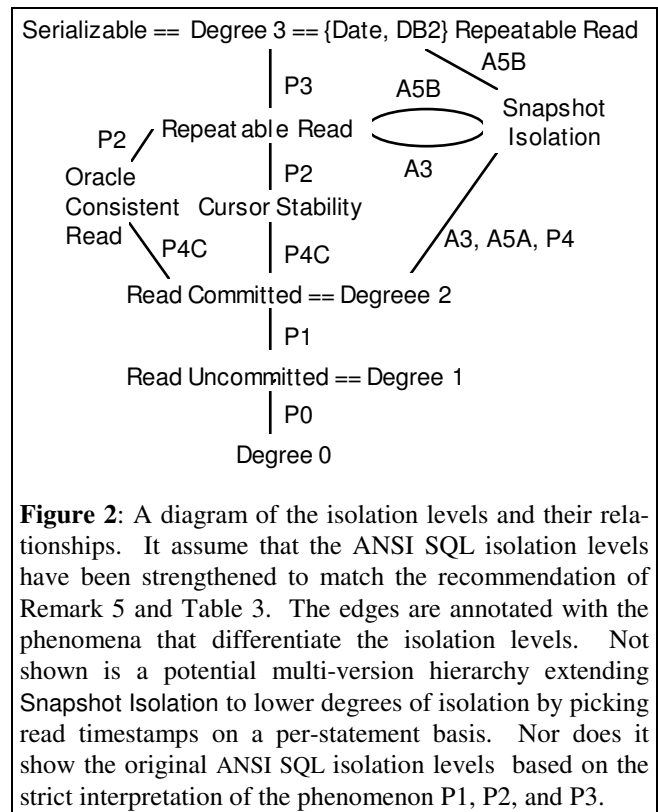 Serializable == Degree 3 == {Date, DB2} Repeatable Read
P3
A5B
A5B
Snapshot
Isolation
P2
Repeatable Read
A3
Oracle
Consistent
Read
P2
Cursor Stability
P4C
P4C
A3, A5A, P4
Read Committed == Degreee 2
P1
Read Uncommitted == Degree 1
P0
Degree 0
Figure 2: A diagram of the isolation levels and their rela-
tionships. It assume that the ANSI SQL isolation levels
have been strengthened to match the recommendation of
Remark 5 and Table 3. The edges are annotated with the
phenomena that differentiate the isolation levels. Not
shown is a potential multi-version hierarchy extending
Snapshot Isolation to lower degrees of isolation by picking
read timestamps on a per-statement basis. Nor does it
show the original ANSI SQL isolation levels based on the
strict interpretation of the phenomenon P1, P2, and P3.